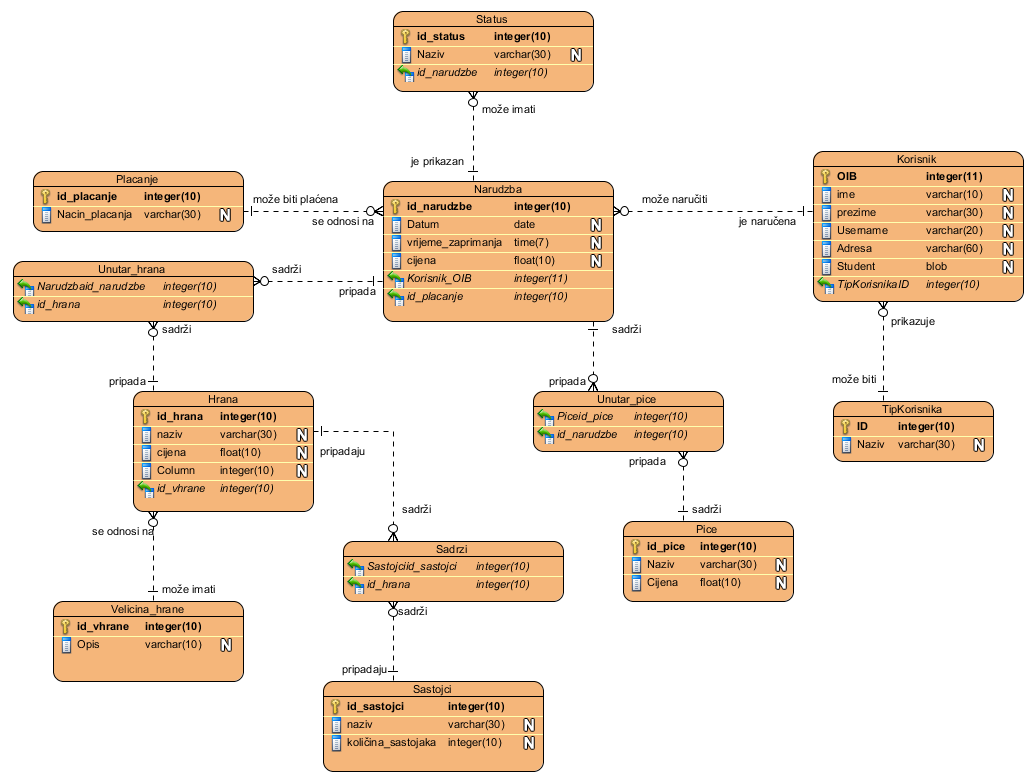 Status
id_status integer(10)
Naziv varchar(30) N
id_narudzbe integer(10)
može imati
je prikazan
Placanje
id_placanje integer(10)
Nacin_placanja varchar(30) N
može biti plaćena
se odnosi na
Narudzba
id_narudzbe integer(10)
Datum date N
vrijeme_zaprimanja time(7) N
cijena float(10) N
Korisnik_OIB integer(11)
id_placanje integer(10)
može naručiti
je naručena
Korisnik
OIB integer(11)
ime varchar(10) N
prezime varchar(30) N
Username varchar(20) N
Adresa varchar(60) N
Student blob N
TipKorisnikaID integer(10)
prikazuje
može biti
TipKorisnika
ID integer(10)
Naziv varchar(30) N
Unutar_hrana
Narudzbaid_narudzbe integer(10)
id_hrana integer(10)
sadrži
pripada
sadrži
pripada
sadrži
pripada
Hrana
id_hrana integer(10)
naziv varchar(30) N
cijena float(10) N
Column integer(10) N
id_vhrane integer(10)
pripadaju
sadrži
Unutar_pice
Piceid_pice integer(10)
id_narudzbe integer(10)
pripada
sadrži
Pice
id_pice integer(10)
Naziv varchar(30) N
Cijena float(10) N
se odnosi na
može imati
Velicina_hrane
id_vhrane integer(10)
Opis varchar(10) N
Sadrzi
Sastojciid_sastojci integer(10)
id_hrana integer(10)
sadrži
pripadaju
Sastojci
id_sastojci integer(10)
naziv varchar(30) N
količina_sastojaka integer(10) N